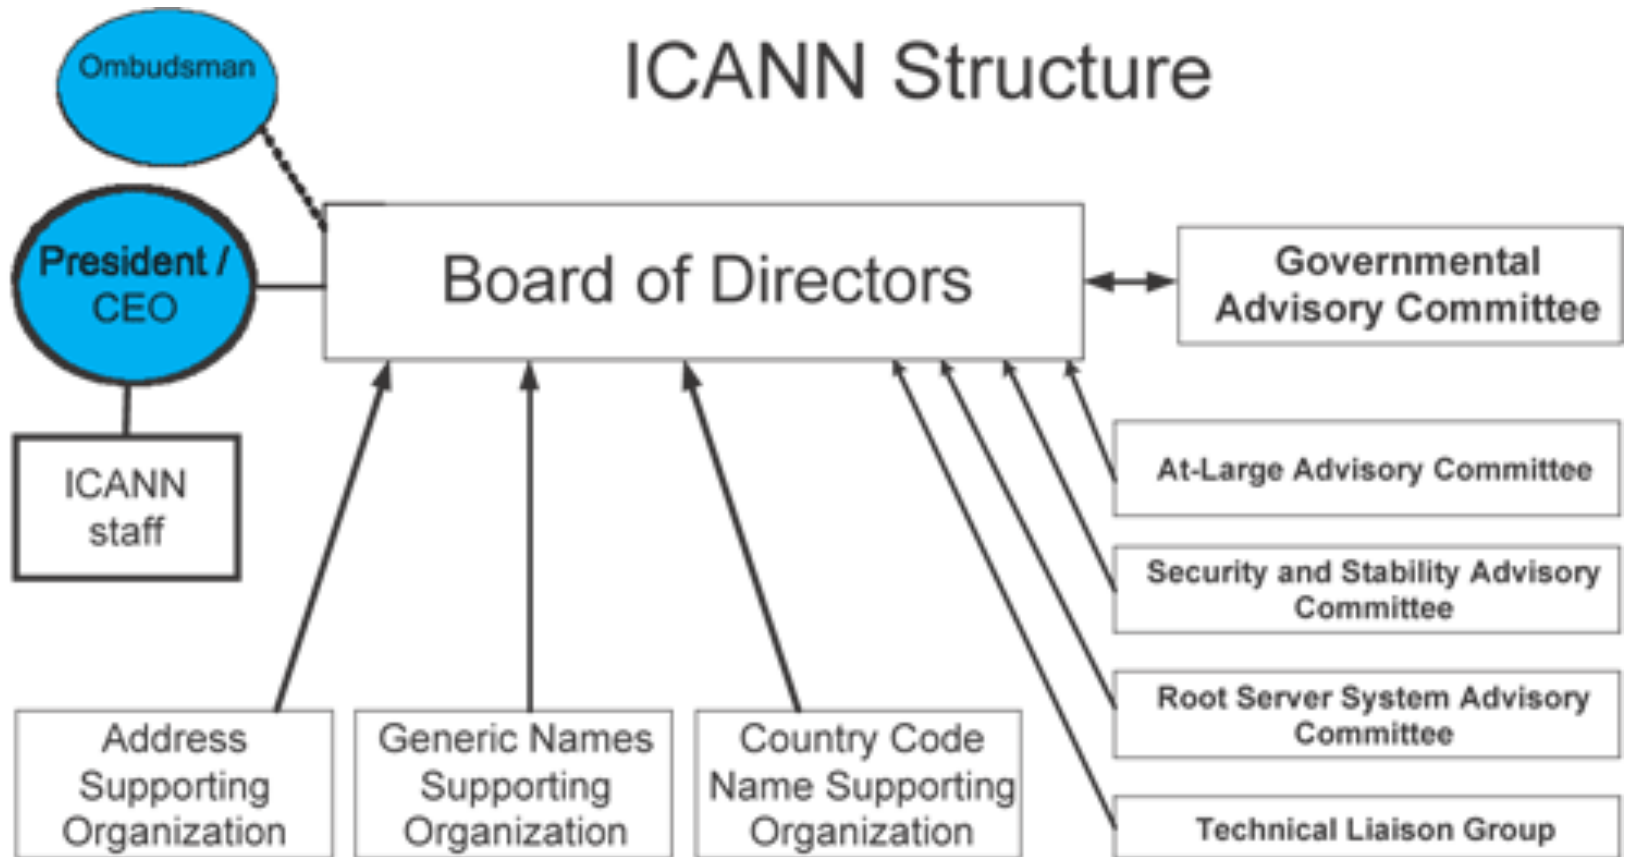 Ombudsman
ICANN Structure
President /
CEO
Board of Directors
Governmental
Advisory Committee
ICANN
staff
At-Large Advisory Committee
Security and Stability Advisory
Committee
Root Server System Advisory
Committee
Technical Liaison Group
Address
Supporting
Organization
Generic Names
Supporting
Organization
Country Code
Name Supporting
Organization